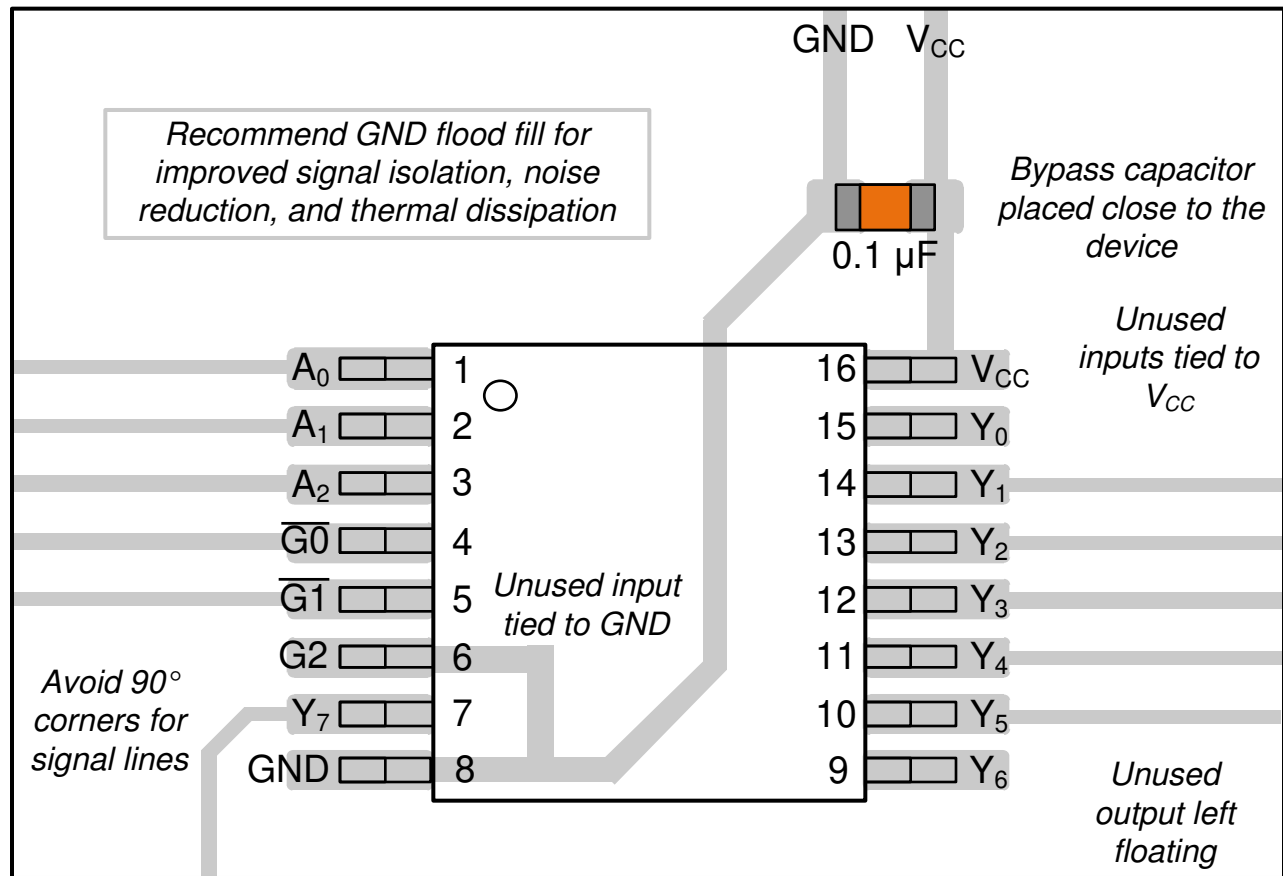 GND VCC
Recommend GND flood fill for
improved signal isolation, noise
reduction, and thermal dissipation
Bypass capacitor
placed close to the
device
0.1 µF
Unused
inputs tied to
VCC
A0 1 16 VCC
A1 2 15 Y0
A2 3 14 Y1
G̅0̅ 4 13 Y2
G̅1̅ 5 12 Y3
Unused input
tied to GND
G2 6 11 Y4
Avoid 90°
corners for
signal lines
Y7 7 10 Y5
GND 8 9 Y6
Unused
output left
floating